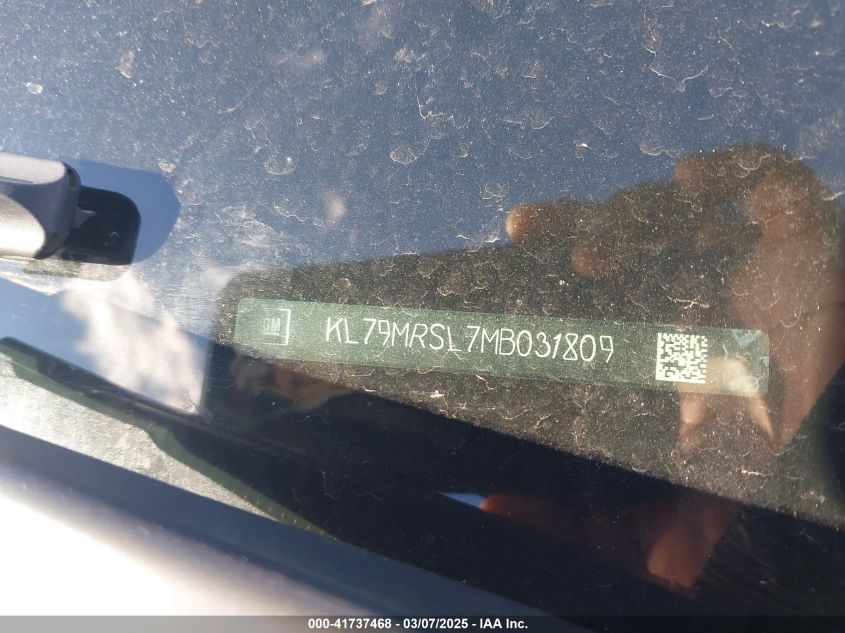 GM KL79MRSL7MB031809
000-41737468 - 03/07/2025 - IAA Inc.